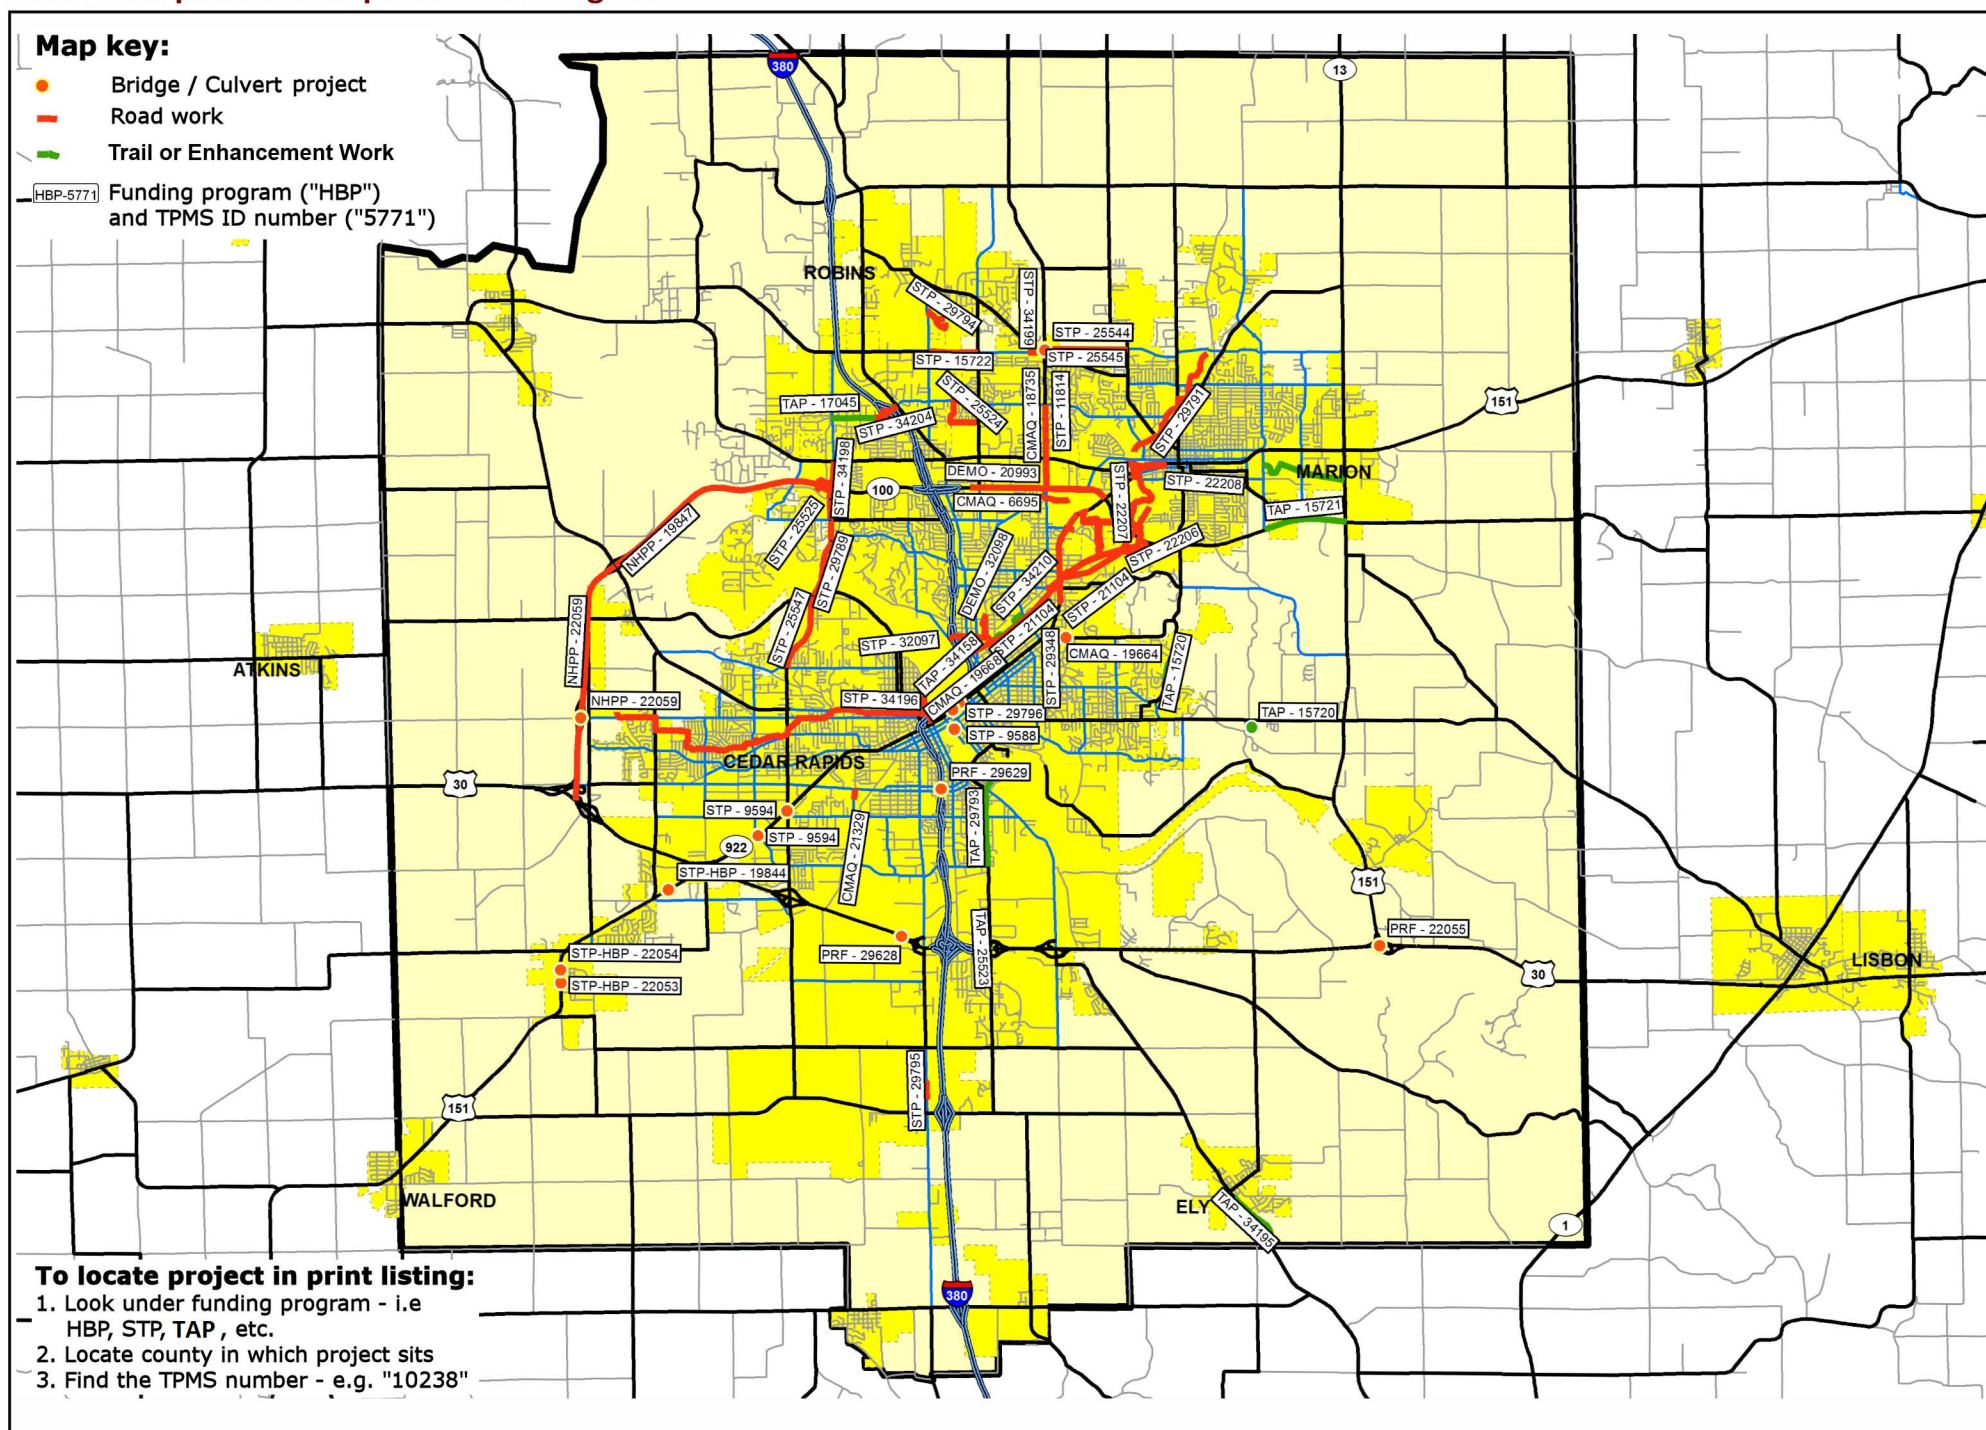 Map key:
Bridge / Culvert project
Road work
Trail or Enhancement Work
HBP-5771
Funding program ("HBP")
and TPMS ID number ("5771")
380
13
ROBINS
STP - 29794
STP - 34199
STP - 25544
STP - 15722
STP - 25545
151
TAP - 17045
STP - 25524
CMAQ - 18735
STP - 11814
STP - 29791
STP - 34204
STP - 34198
DEMO - 20993
MARION
100
STP - 22208
CMAQ - 6695
STP - 22207
TAP - 15721
STP - 25525
NHPP - 19847
STP - 22206
DEMO - 32098
STP - 34210
STP - 29789
STP - 21104
STP - 25547
STP - 21104
NHPP - 22059
STP - 32097
TAP - 34158
STP - 29348
CMAQ - 19664
TAP - 15720
ATKINS
CMAQ - 19668
NHPP - 22059
STP - 34196
STP - 29796
TAP - 15720
STP - 9588
CEDAR RAPIDS
PRF - 29629
30
STP - 9594
TAP - 29793
STP - 9594
922
CMAQ - 21329
STP-HBP - 19844
151
PRF - 22055
TAP - 25523
PRF - 29628
STP-HBP - 22054
LISBON
30
STP-HBP - 22053
STP - 29795
151
WALFORD
ELY
TAP - 34195
1
380
To locate project in print listing:
1. Look under funding program - i.e
HBP, STP, TAP , etc.
2. Locate county in which project sits
3. Find the TPMS number - e.g. "10238"